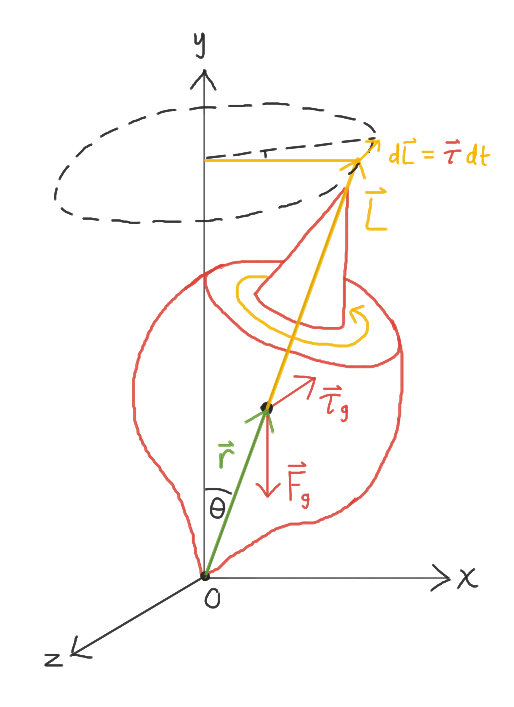 y
dL⃗ = τ⃗ dt
L⃗
τ⃗g
r⃗
F⃗g
θ
O
x
z